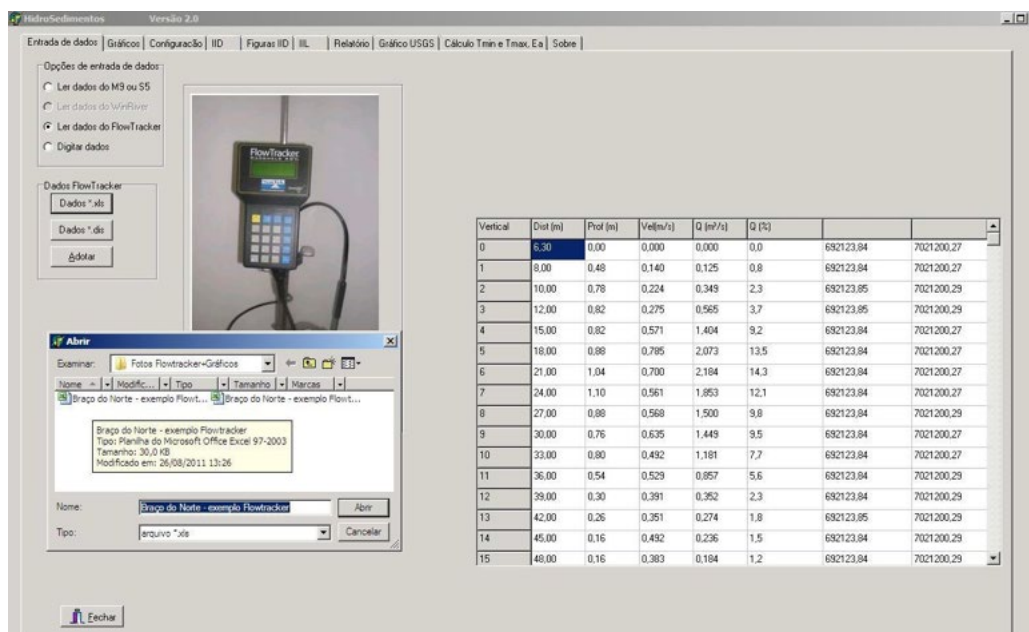 HidroSedimentos Versão 2.0
Entrada de dados Gráficos Configuracão IID Figuras IID IIL Relatório Gráfico USGS Cálculo Tmin e Tmax, Ea Sobre
Opções de entrada de dados
Ler dados do M9 ou S5
Ler dados do WinRiver
Ler dados do FlowTracker
Digitar dados
Dados FlowTracker
Dados *.xls
Dados *.dis
Adotar
FlowTracker
Vertical Dist (m) Prof (m) Vel(m/s) Q (m³/s) Q (%)
0 6,30 0,00 0,000 0,000 0,0 692123,84 7021200,27
1 8,00 0,48 0,140 0,125 0,8 692123,84 7021200,27
2 10,00 0,78 0,224 0,349 2,3 692123,85 7021200,29
3 12,00 0,82 0,275 0,565 3,7 692123,85 7021200,29
4 15,00 0,82 0,571 1,404 9,2 692123,84 7021200,27
5 18,00 0,88 0,785 2,073 13,5 692123,84 7021200,27
6 21,00 1,04 0,700 2,184 14,3 692123,84 7021200,27
7 24,00 1,10 0,561 1,853 12,1 692123,84 7021200,27
8 27,00 0,88 0,568 1,500 9,8 692123,84 7021200,27
9 30,00 0,76 0,635 1,449 9,5 692123,84 7021200,27
10 33,00 0,80 0,492 1,181 7,7 692123,84 7021200,27
11 36,00 0,54 0,529 0,857 5,6 692123,84 7021200,29
12 39,00 0,30 0,391 0,352 2,3 692123,84 7021200,29
13 42,00 0,26 0,351 0,274 1,8 692123,85 7021200,29
14 45,00 0,16 0,492 0,236 1,5 692123,84 7021200,29
15 48,00 0,16 0,383 0,184 1,2 692123,84 7021200,29
Abrir
Examinar: Fotos Flowtracker+Gráficos
Nome Modific... Tipo Tamanho Marcas
Braço do Norte - exemplo Flowt... Braço do Norte - exemplo Flowt...
Braço do Norte - exemplo Flowtracker
Tipo: Planilha do Microsoft Office Excel 97-2003
Tamanho: 30,0 KB
Modificado em: 26/08/2011 13:26
Nome: Braço do Norte - exemplo Flowtracker Abrir
Tipo: arquivo *.xls Cancelar
Fechar